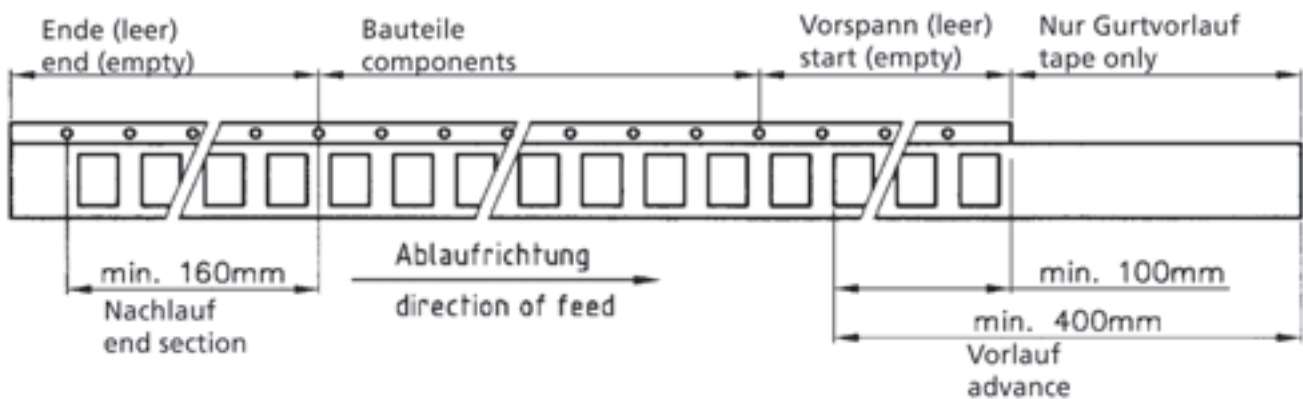 Ende (leer)
end (empty)
Bauteile
components
Vorspann (leer)
start (empty)
Nur Gurtvorlauf
tape only
min. 160mm
Nachlauf
end section
Ablaufrichtung
direction of feed
min. 100mm
min. 400mm
Vorlauf
advance